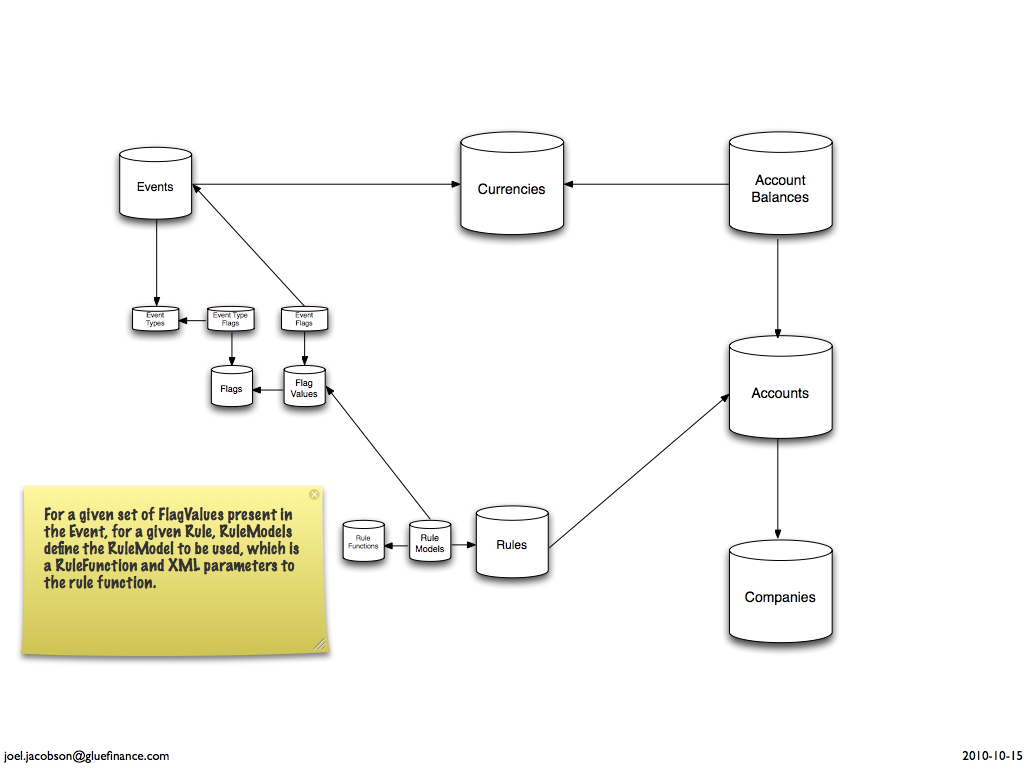 Events
Currencies
Account
Balances
Event
Types
Event Type
Flags
Event
Flags
Flags
Flag
Values
Accounts
For a given set of FlagValues present in
the Event, for a given Rule, RuleModels
define the RuleModel to be used, which is
a RuleFunction and XML parameters to
the rule function.
Rule
Functions
Rule
Models
Rules
Companies
joel.jacobson@gluefinance.com
2010-10-15